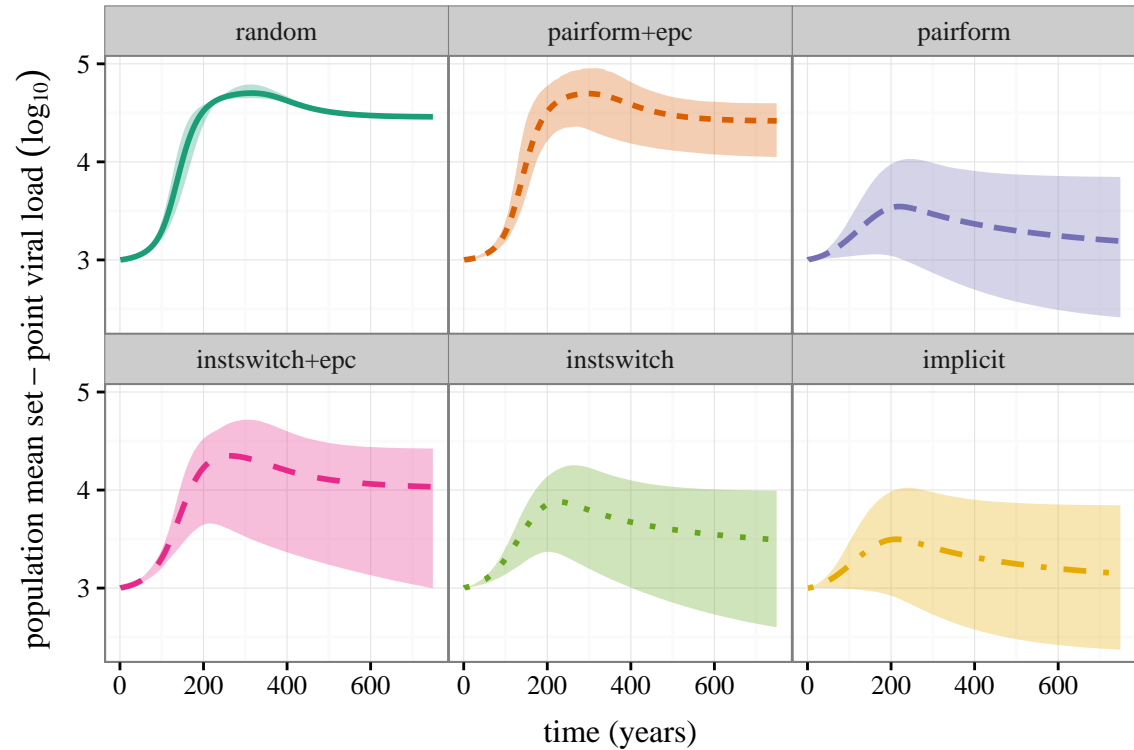 random pairform+epc pairform
5
4
3
instswitch+epc instswitch implicit
5
4
3
0 200 400 600 0 200 400 600 0 200 400 600
time (years)
population mean set − point viral load (log10)